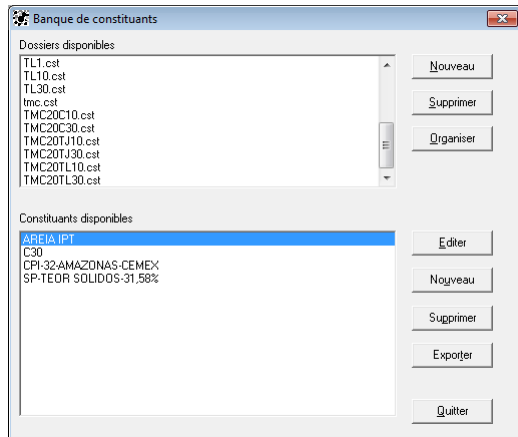 Banque de constituants
Dossiers disponibles
TL1.cst
TL10.cst
TL30.cst
tmc.cst
TMC20C10.cst
TMC20C30.cst
TMC20TJ10.cst
TMC20TJ30.cst
TMC20TL10.cst
TMC20TL30.cst
Nouveau
Supprimer
Organiser
Constituants disponibles
AREIA IPT
C30
CPI-32-AMAZONAS-CEMEX
SP-TEOR SOLIDOS-31,58%
Editer
Nouveau
Supprimer
Exporter
Quitter